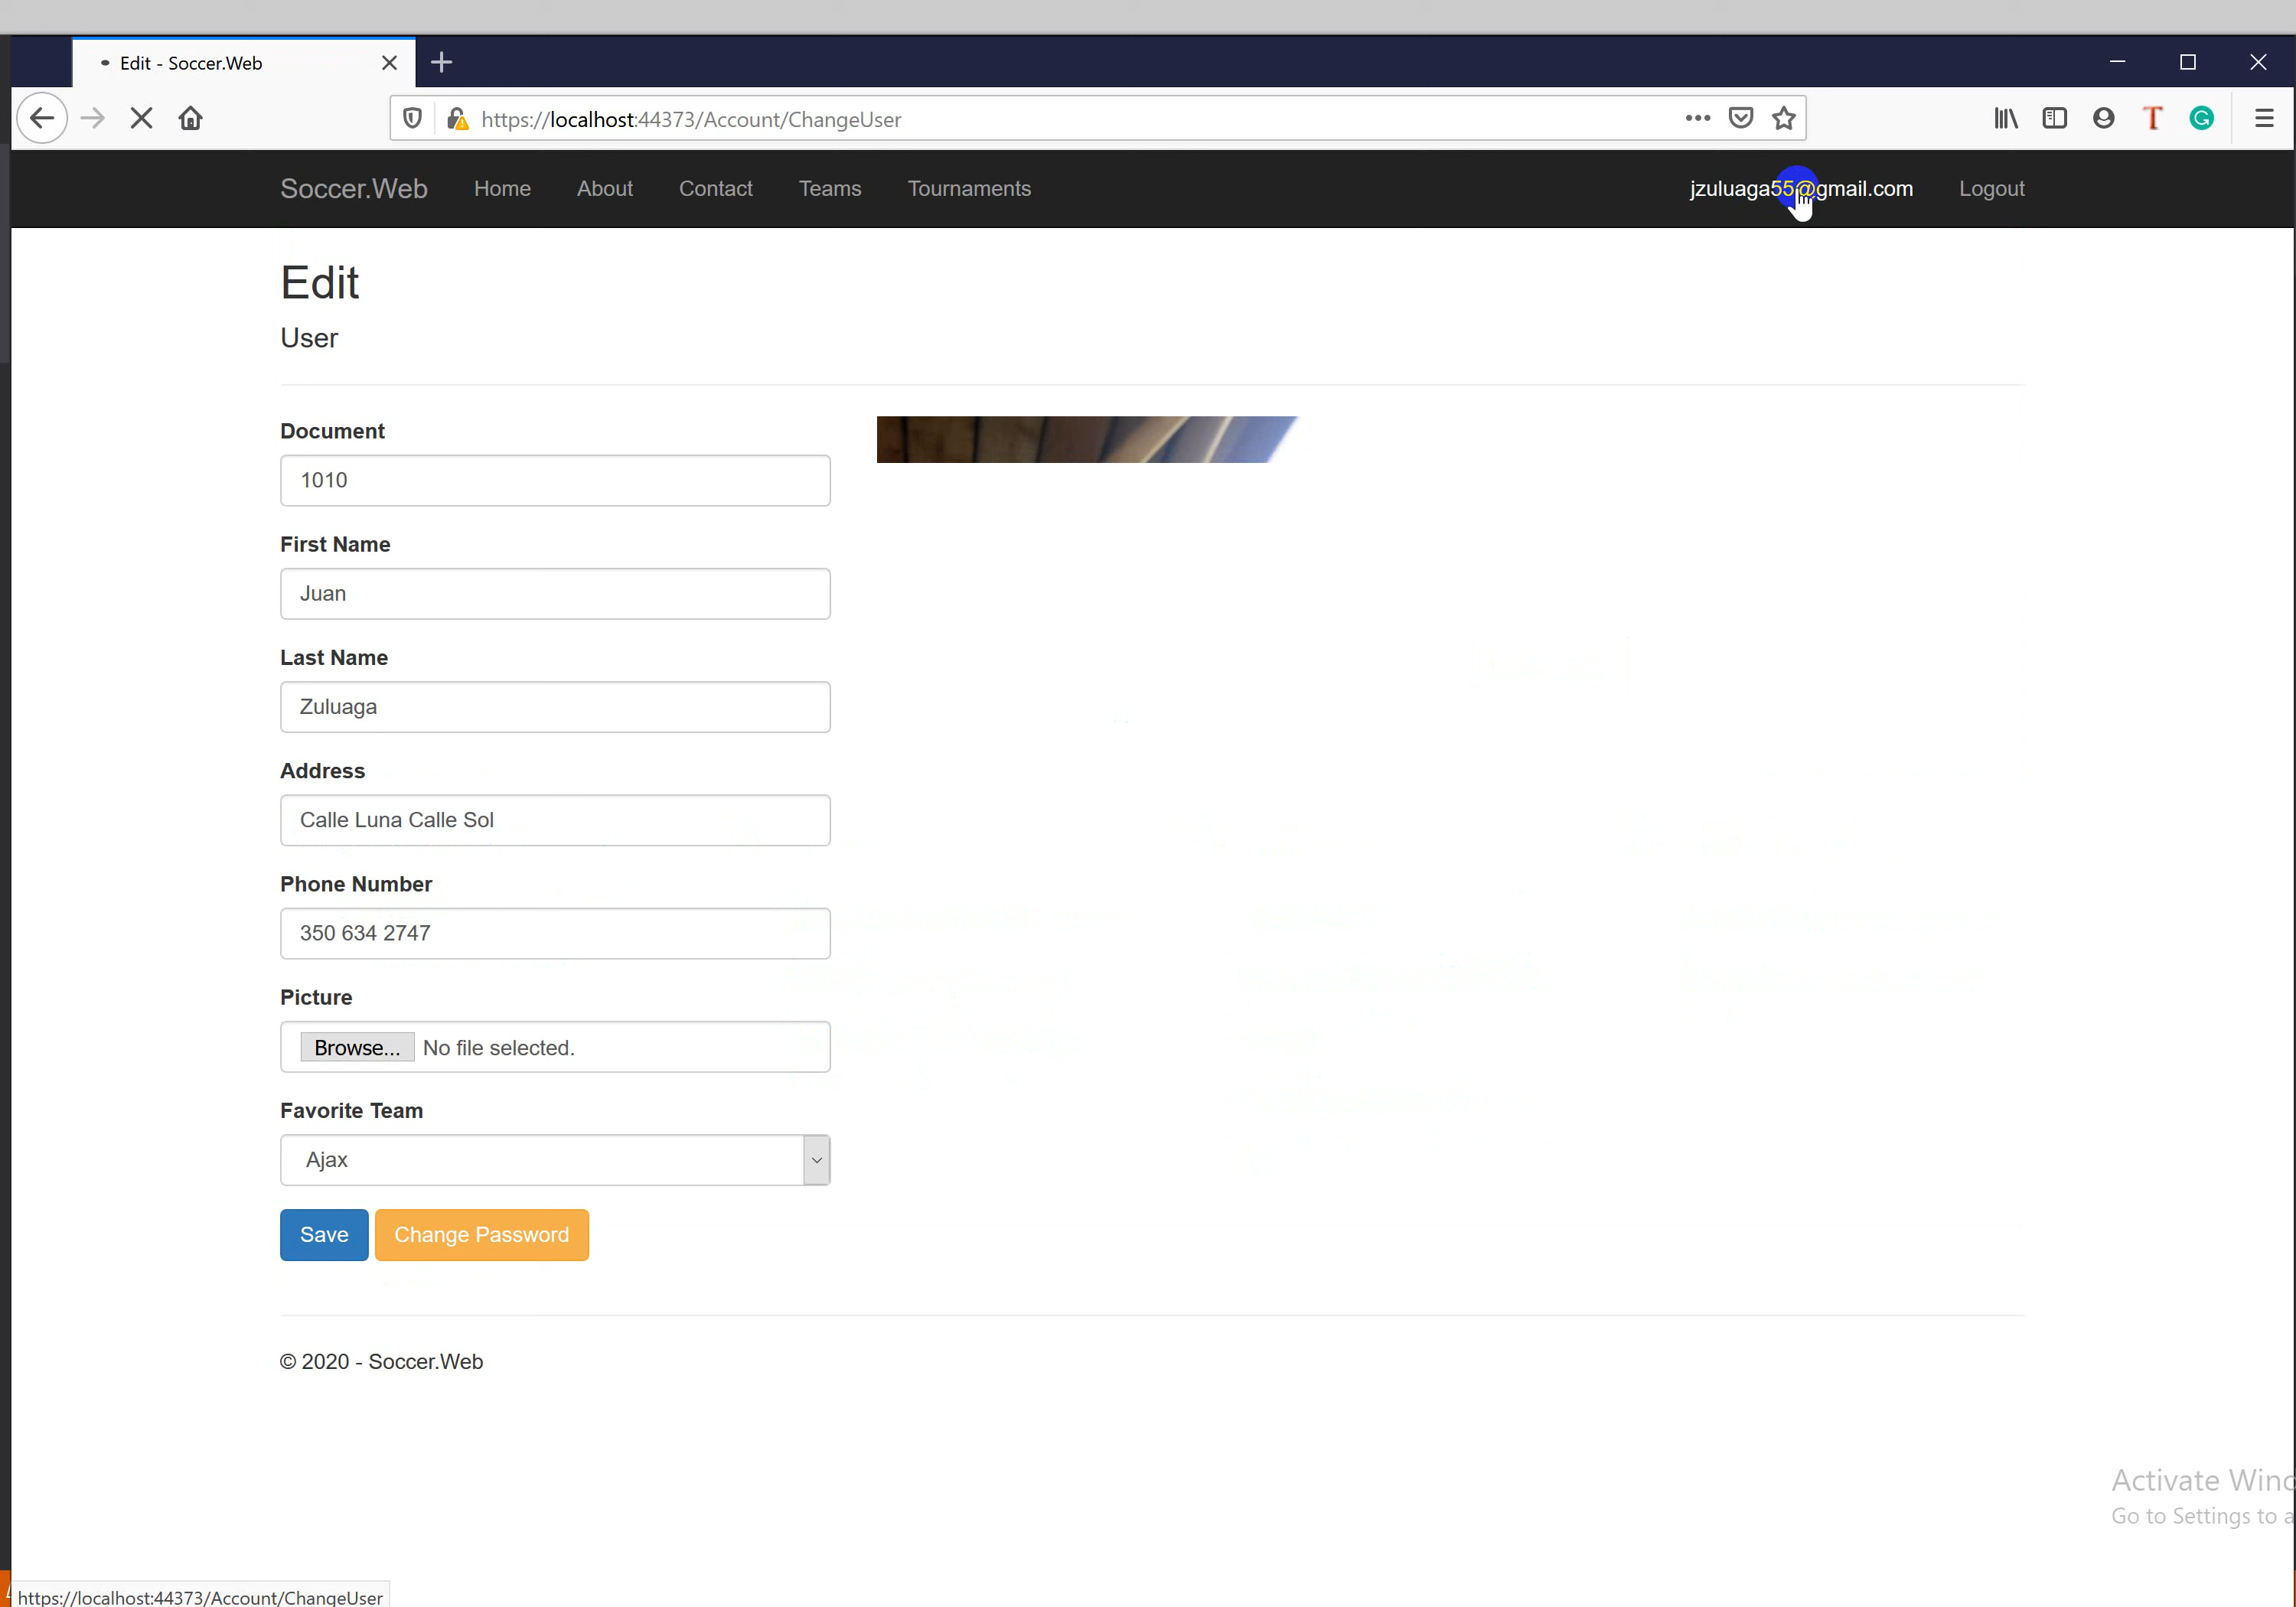 Edit - Soccer.Web
https://localhost:44373/Account/ChangeUser
Soccer.Web Home About Contact Teams Tournaments jzuluaga55@gmail.com Logout
Edit
User
Document
1010
First Name
Juan
Last Name
Zuluaga
Address
Calle Luna Calle Sol
Phone Number
350 634 2747
Picture
Browse... No file selected.
Favorite Team
Ajax
Save Change Password
© 2020 - Soccer.Web
Activate Winc
Go to Settings to a
https://localhost:44373/Account/ChangeUser